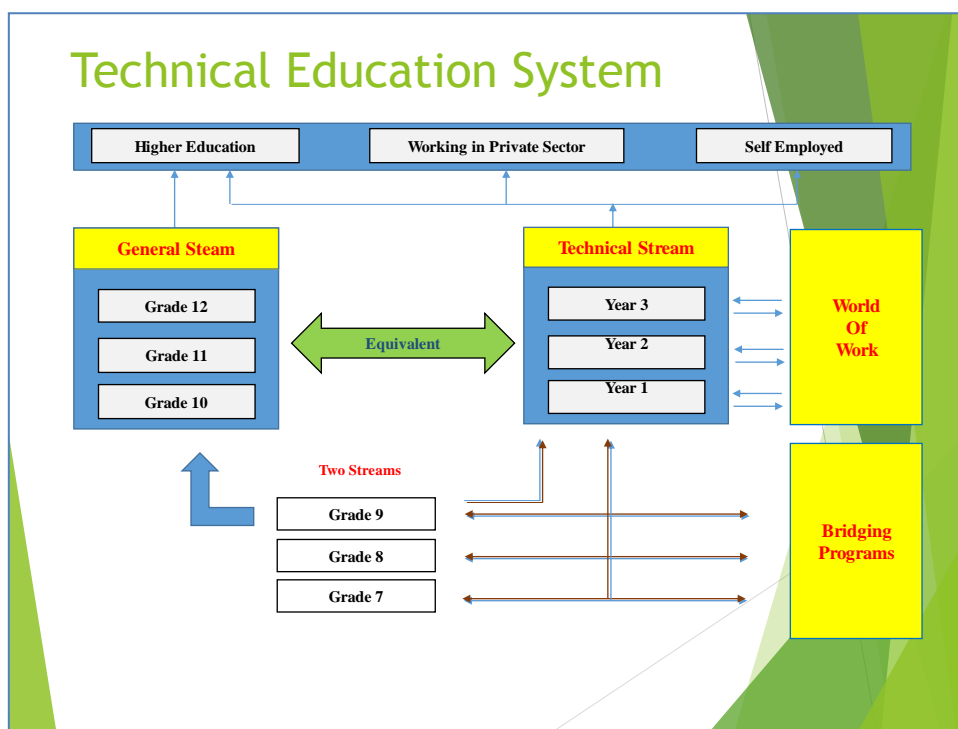 Technical Education System
Higher Education
Working in Private Sector
Self Employed
General Steam
Technical Stream
Grade 12
Grade 11
Grade 10
Equivalent
Year 3
Year 2
Year 1
World
Of
Work
Two Streams
Grade 9
Grade 8
Grade 7
Bridging
Programs